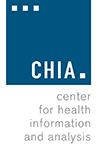 CHIA.
center
for health
information
and analysis